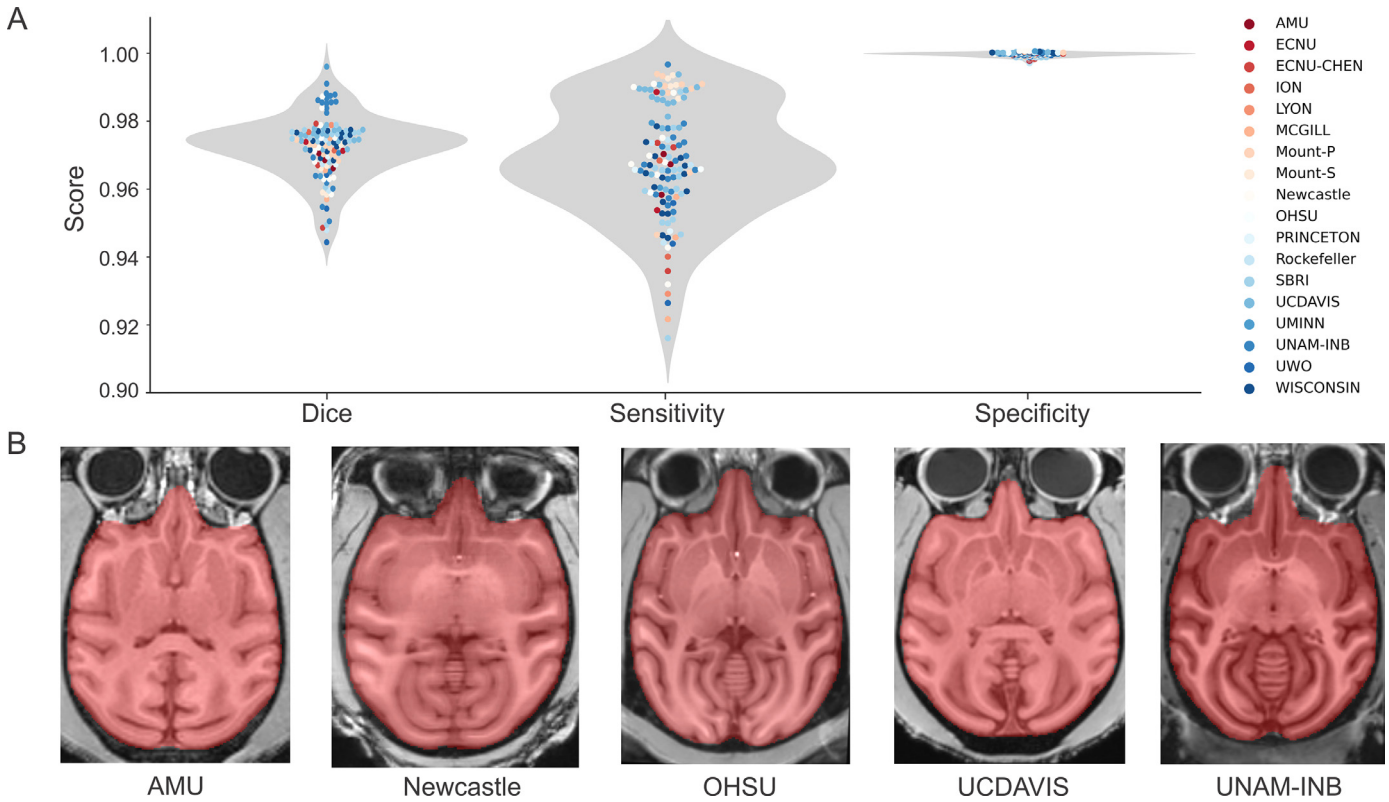 A
Score
1.00
0.98
0.96
0.94
0.92
0.90
Dice
Sensitivity
Specificity
AMU
ECNU
ECNU-CHEN
ION
LYON
MCGILL
Mount-P
Mount-S
Newcastle
OHSU
PRINCETON
Rockefeller
SBRI
UCDAVIS
UMINN
UNAM-INB
UWO
WISCONSIN
B
AMU
Newcastle
OHSU
UCDAVIS
UNAM-INB